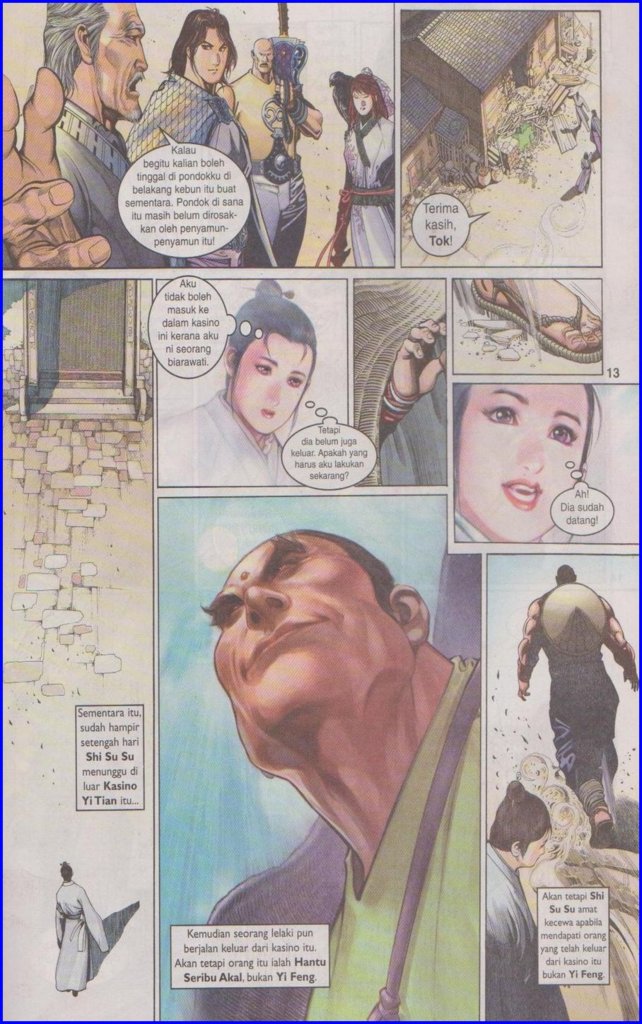 Kalau
begitu kalian boleh
tinggal di pondokku di
belakang kebun itu buat
sementara. Pondok di sana
itu masih belum dirosak-
kan oleh penyamun-
penyamun itu!
Terima
kasih,
Tok!
Aku
tidak boleh
masuk ke
dalam kasino
ini kerana aku
ni seorang
biarawati.
Tetapi
dia belum juga
keluar. Apakah yang
harus aku lakukan
sekarang?
13
Ah!
Dia sudah
datang!
Sementara itu,
sudah hampir
setengah hari
Shi Su Su
menunggu di
luar Kasino
Yi Tian itu...
Kemudian seorang lelaki pun
berjalan keluar dari kasino itu.
Akan tetapi orang itu ialah Hantu
Seribu Akal, bukan Yi Feng.
Akan tetapi Shi
Su Su amat
kecewa apabila
mendapati orang
yang telah keluar
dari kasino itu
bukan Yi Feng.